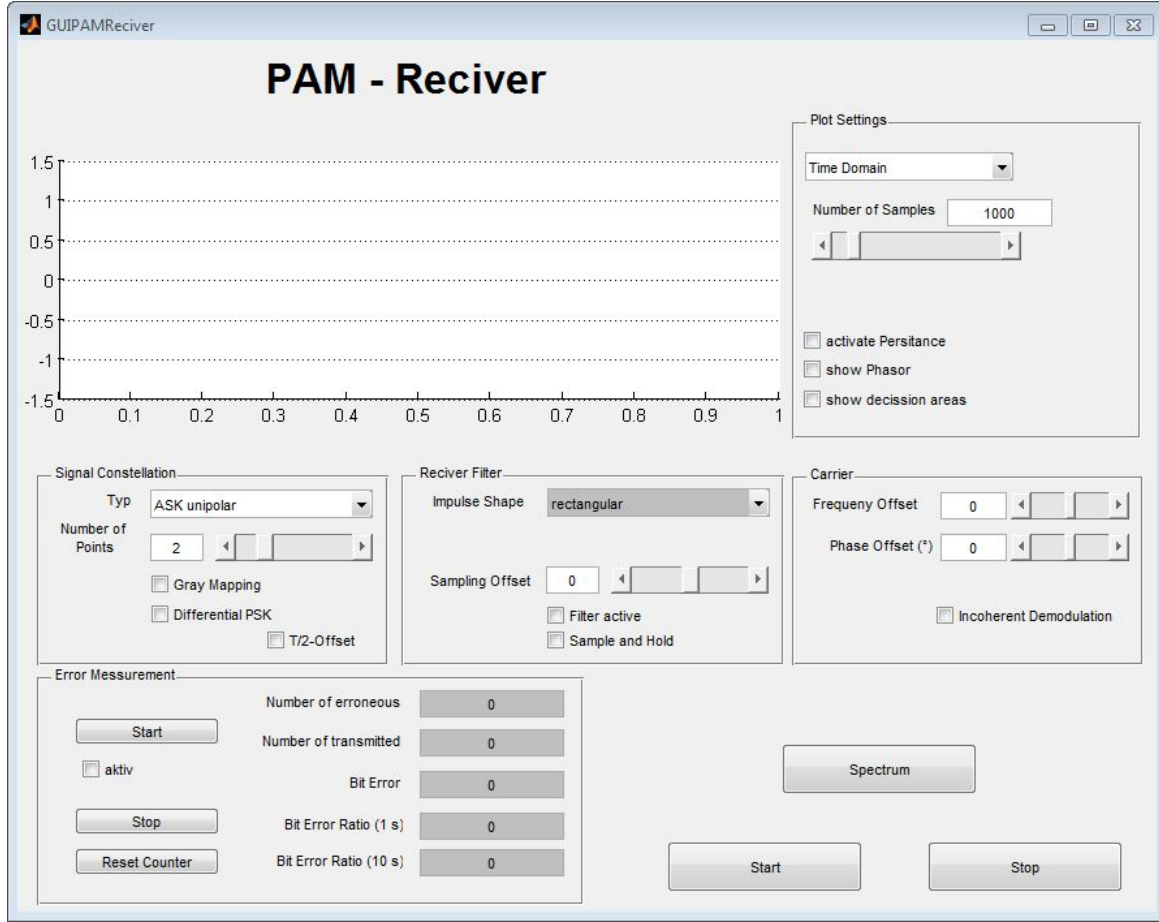 GUIPAMReciver
PAM - Reciver
Plot Settings
Time Domain
Number of Samples 1000
activate Persitance
show Phasor
show decission areas
1.5
1
0.5
0
-0.5
-1
-1.5
0 0.1 0.2 0.3 0.4 0.5 0.6 0.7 0.8 0.9 1
Signal Constellation
Typ ASK unipolar
Number of
Points 2
Gray Mapping
Differential PSK
T/2-Offset
Reciver Filter
Impulse Shape rectangular
Sampling Offset 0
Filter active
Sample and Hold
Carrier
Frequeny Offset 0
Phase Offset (°) 0
Incoherent Demodulation
Error Messurement
Start
aktiv
Stop
Reset Counter
Number of erroneous 0
Number of transmitted 0
Bit Error 0
Bit Error Ratio (1 s) 0
Bit Error Ratio (10 s) 0
Spectrum
Start
Stop